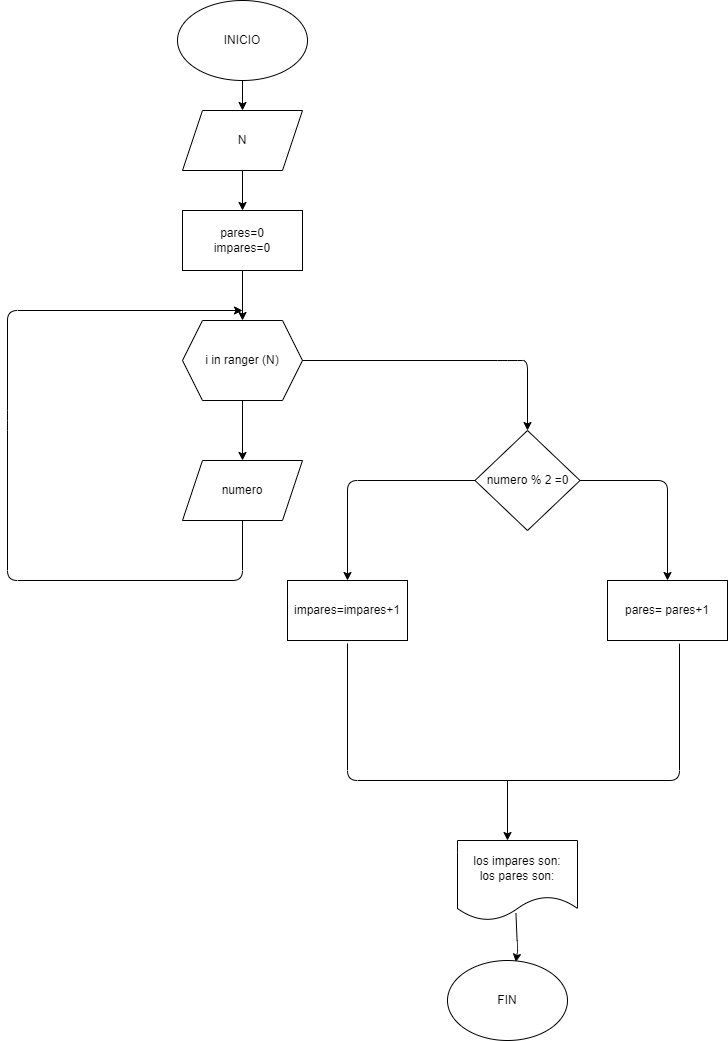 INICIO
N
pares=0
impares=0
i in ranger (N)
numero
numero % 2 =0
impares=impares+1
pares= pares+1
los impares son:
los pares son:
FIN